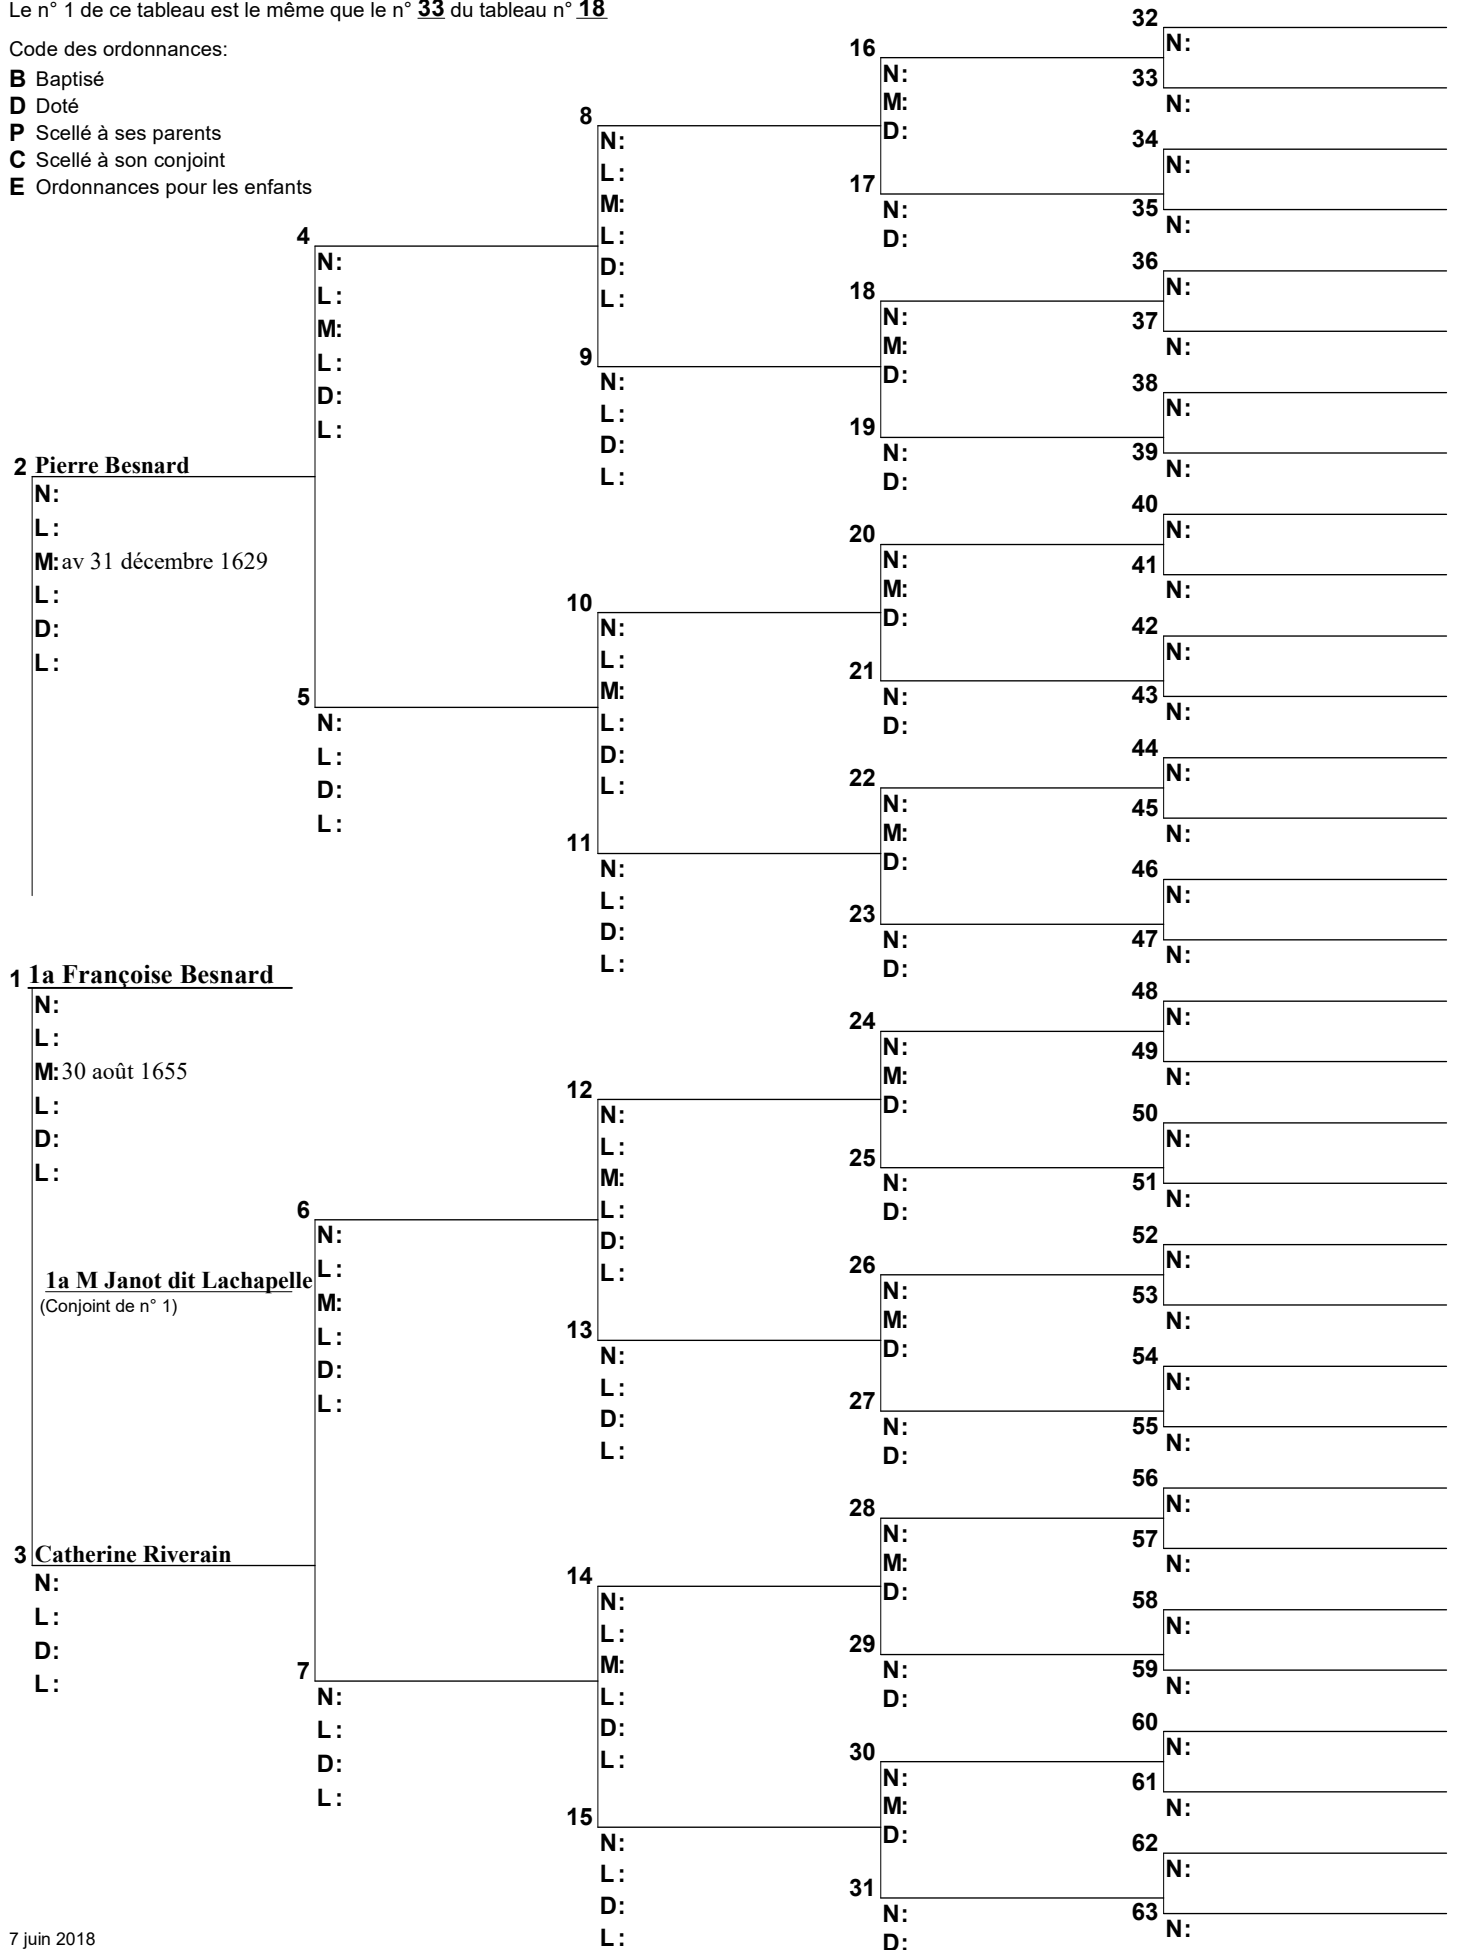 Le n° 1 de ce tableau est le même que le n° 33 du tableau n° 18
Code des ordonnances:
B Baptisé
D Doté
P Scellé à ses parents
C Scellé à son conjoint
E Ordonnances pour les enfants
2 Pierre Besnard
N:
L:
M: av 31 décembre 1629
L:
D:
L:
1 1a Françoise Besnard
N:
L:
M: 30 août 1655
L:
D:
L:
1a M Janot dit Lachapelle
(Conjoint de n° 1)
3 Catherine Riverain
N:
L:
D:
L:
7 juin 2018
4
N:
L:
M:
L:
D:
L:
5
N:
L:
D:
L:
6
N:
L:
M:
L:
D:
L:
7
N:
L:
D:
L:
8
N:
L:
M:
L:
D:
L:
9
N:
L:
D:
L:
10
N:
L:
M:
L:
D:
L:
11
N:
L:
D:
L:
12
N:
L:
M:
L:
D:
L:
13
N:
L:
D:
L:
14
N:
L:
M:
L:
D:
L:
15
N:
L:
D:
L:
16
N:
M:
D:
17
N:
D:
18
N:
M:
D:
19
N:
D:
20
N:
M:
D:
21
N:
D:
22
N:
M:
D:
23
N:
D:
24
N:
M:
D:
25
N:
D:
26
N:
M:
D:
27
N:
D:
28
N:
M:
D:
29
N:
D:
30
N:
M:
D:
31
N:
D:
32
N:
33
N:
34
N:
35
N:
36
N:
37
N:
38
N:
39
N:
40
N:
41
N:
42
N:
43
N:
44
N:
45
N:
46
N:
47
N:
48
N:
49
N:
50
N:
51
N:
52
N:
53
N:
54
N:
55
N:
56
N:
57
N:
58
N:
59
N:
60
N:
61
N:
62
N:
63
N: